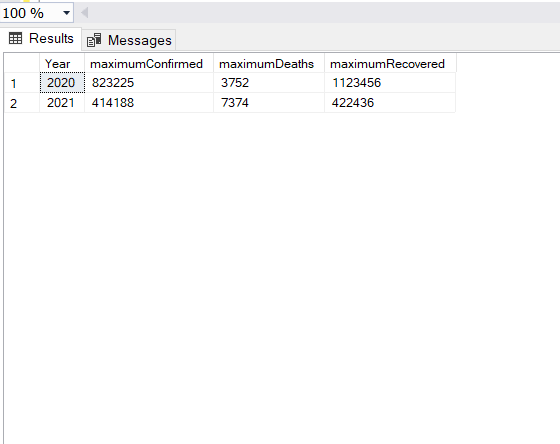 100 %
Results Messages
Year maximumConfirmed maximumDeaths maximumRecovered
1 2020 823225 3752 1123456
2 2021 414188 7374 422436